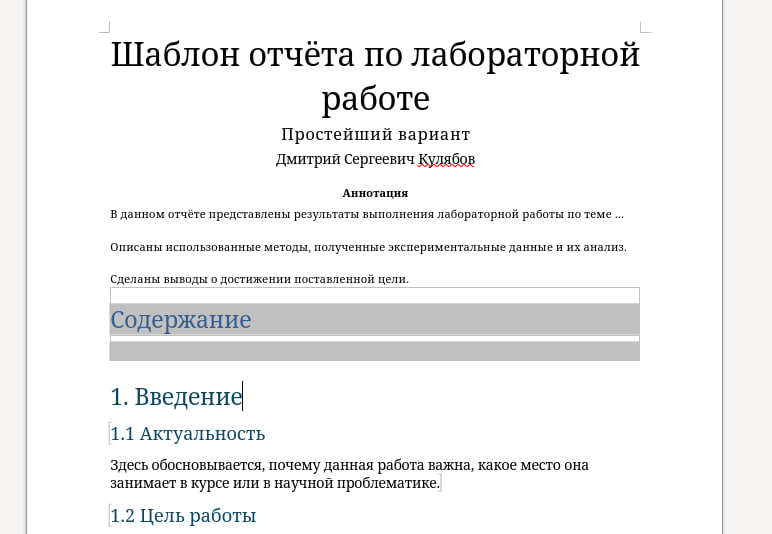 Шаблон отчёта по лабораторной
работе
Простейший вариант
Дмитрий Сергеевич Кулябов
Аннотация
В данном отчёте представлены результаты выполнения лабораторной работы по теме ...
Описаны использованные методы, полученные экспериментальные данные и их анализ.
Сделаны выводы о достижении поставленной цели.
Содержание
1. Введение
1.1 Актуальность
Здесь обосновывается, почему данная работа важна, какое место она
занимает в курсе или в научной проблематике.
1.2 Цель работы